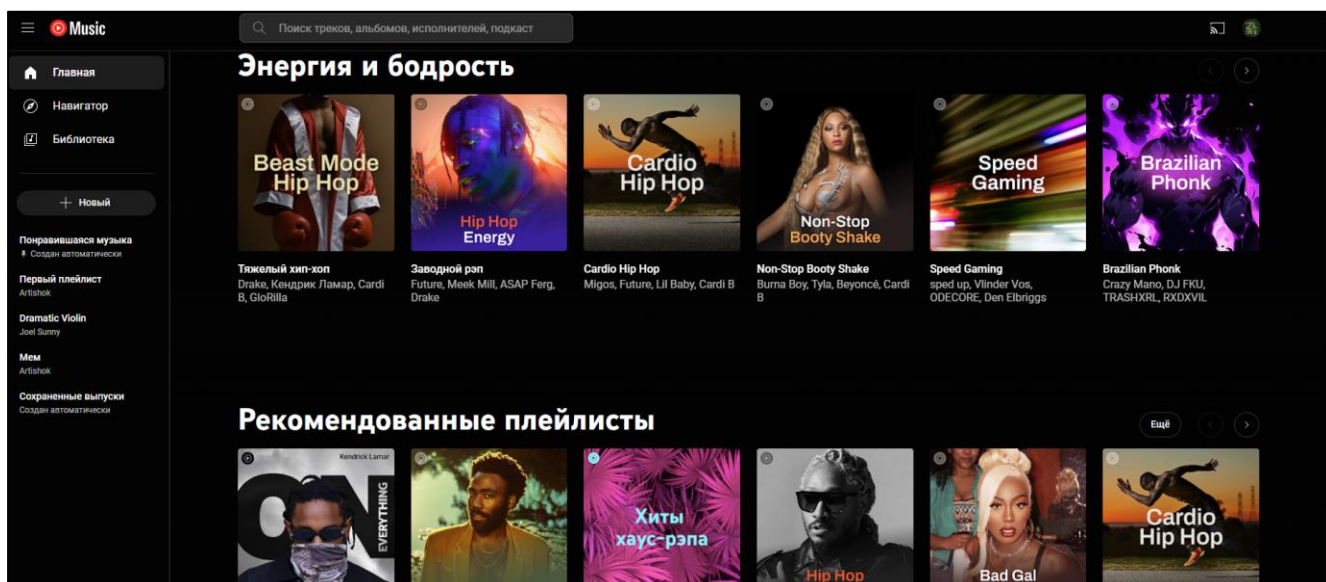 Music
Поиск треков, альбомов, исполнителей, подкаст
Главная
Навигатор
Библиотека
+ Новый
Понравившаяся музыка
Создан автоматически
Первый плейлист
Artishok
Dramatic Violin
Joel Sunny
Мем
Artishok
Сохраненные выпуски
Создан автоматически
Энергия и бодрость
Beast Mode
Hip Hop
Hip Hop
Energy
Cardio
Hip Hop
Non-Stop
Booty Shake
Speed
Gaming
Brazilian
Phonk
Тяжелый хип-хоп
Drake, Кендрик Ламар, Cardi
B, GloRilla
Заводной рэп
Future, Meek Mill, ASAP Ferg,
Drake
Cardio Hip Hop
Migos, Future, Lil Baby, Cardi B
Non-Stop Booty Shake
Burna Boy, Tyla, Beyoncé, Cardi
B
Speed Gaming
sped up, Vlinder Vos,
ODECORE, Den Elbriggs
Brazilian Phonk
Crazy Mano, DJ FKU,
TRASHXRL, RXDXVIL
Рекомендованные плейлисты
Ещё
Kendrick Lamar
ON
EVERYTHING
Хиты
хаус-рэпа
Hip Hop
Bad Gal
Cardio
Hip Hop